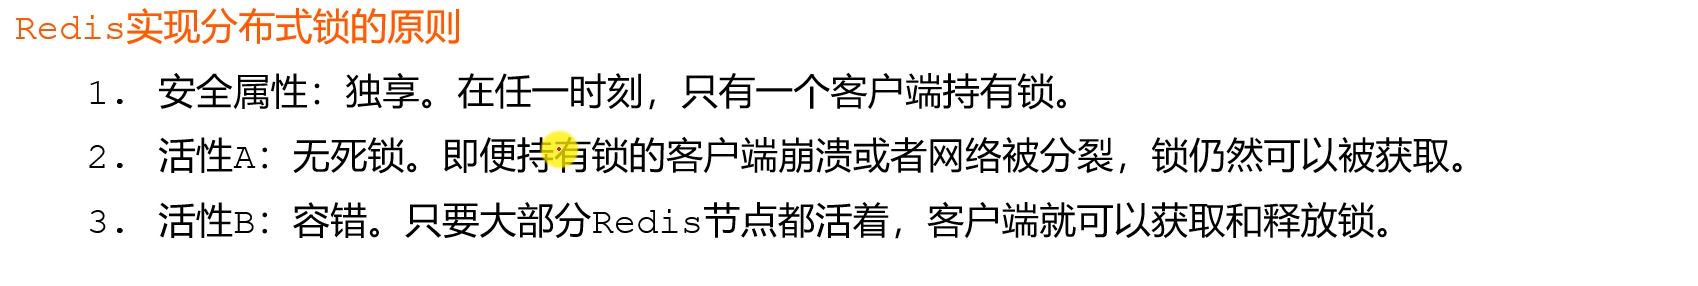 Redis实现分布式锁的原则
1. 安全属性：独享。在任一时刻，只有一个客户端持有锁。
2. 活性A：无死锁。即便持有锁的客户端崩溃或者网络被分裂，锁仍然可以被获取。
3. 活性B：容错。只要大部分Redis节点都活着，客户端就可以获取和释放锁。